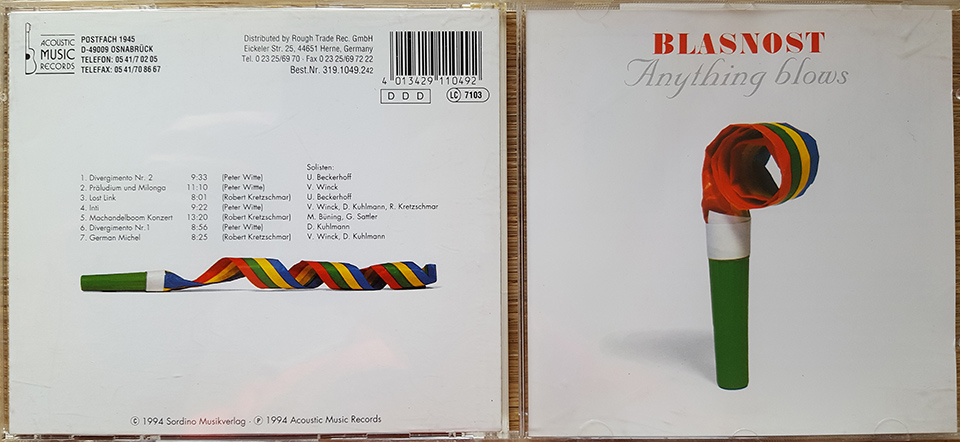 ACOUSTIC
MUSIC
RECORDS
POSTFACH 1945
D-49009 OSNABRÜCK
TELEFON: 05 41/7 02 05
TELEFAX: 05 41/70 86 67
Distributed by Rough Trade Rec. GmbH
Eickeler Str. 25, 44651 Herne, Germany
Tel. 0 23 25/69 70 · Fax 0 23 25/69 72 22
Best.Nr. 319.1049.2 42
4 013429 110492
D D D
LC 7103
Solisten:
1. Divergimento Nr. 2 9:33 (Peter Witte) U. Beckerhoff
2. Präludium und Milonga 11:10 (Peter Witte) V. Winck
3. Lost Link 8:01 (Robert Kretzschmar) U. Beckerhoff
4. Inti 9:22 (Peter Witte) V. Winck, D. Kuhlmann, R. Kretzschmar
5. Machandelboom Konzert 13:20 (Robert Kretzschmar) M. Büning, G. Sattler
6. Divergimento Nr.1 8:56 (Peter Witte) D. Kuhlmann
7. German Michel 8:25 (Robert Kretzschmar) V. Winck, D. Kuhlmann
© 1994 Sordino Musikverlag · ℗ 1994 Acoustic Music Records
BLASNOST
Anything blows